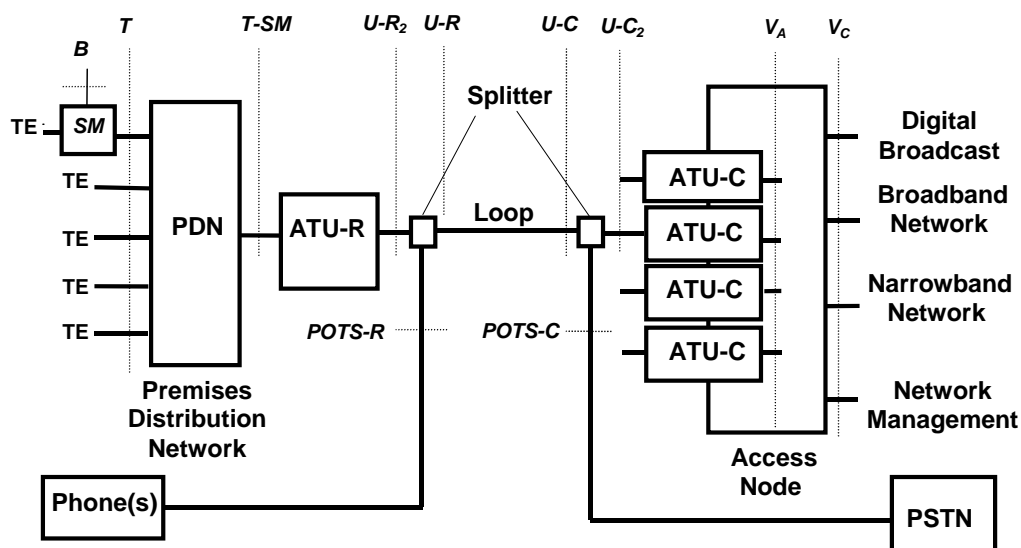 T
T-SM
U-R2
U-R
U-C
U-C2
VA
VC
B
Splitter
TE
SM
Digital
Broadcast
ATU-C
TE
Broadband
Network
PDN
ATU-R
Loop
ATU-C
TE
Narrowband
Network
ATU-C
TE
POTS-R
POTS-C
TE
ATU-C
Premises
Distribution
Network
Network
Management
Access
Node
Phone(s)
PSTN